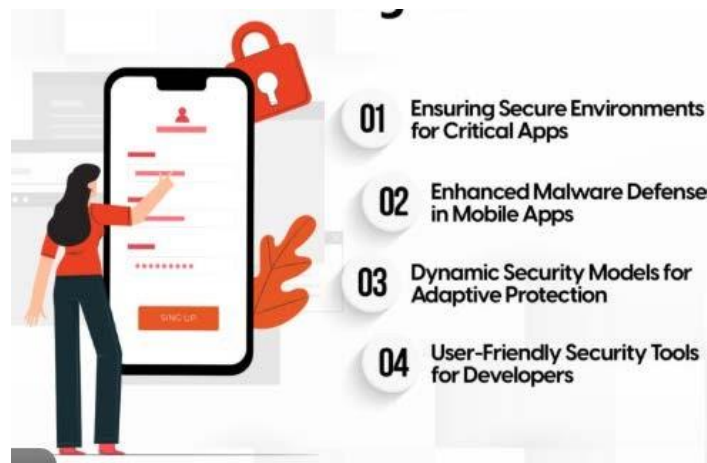 01
Ensuring Secure Environments
for Critical Apps
02
Enhanced Malware Defense
in Mobile Apps
03
Dynamic Security Models for
Adaptive Protection
04
User-Friendly Security Tools
for Developers
SING UP